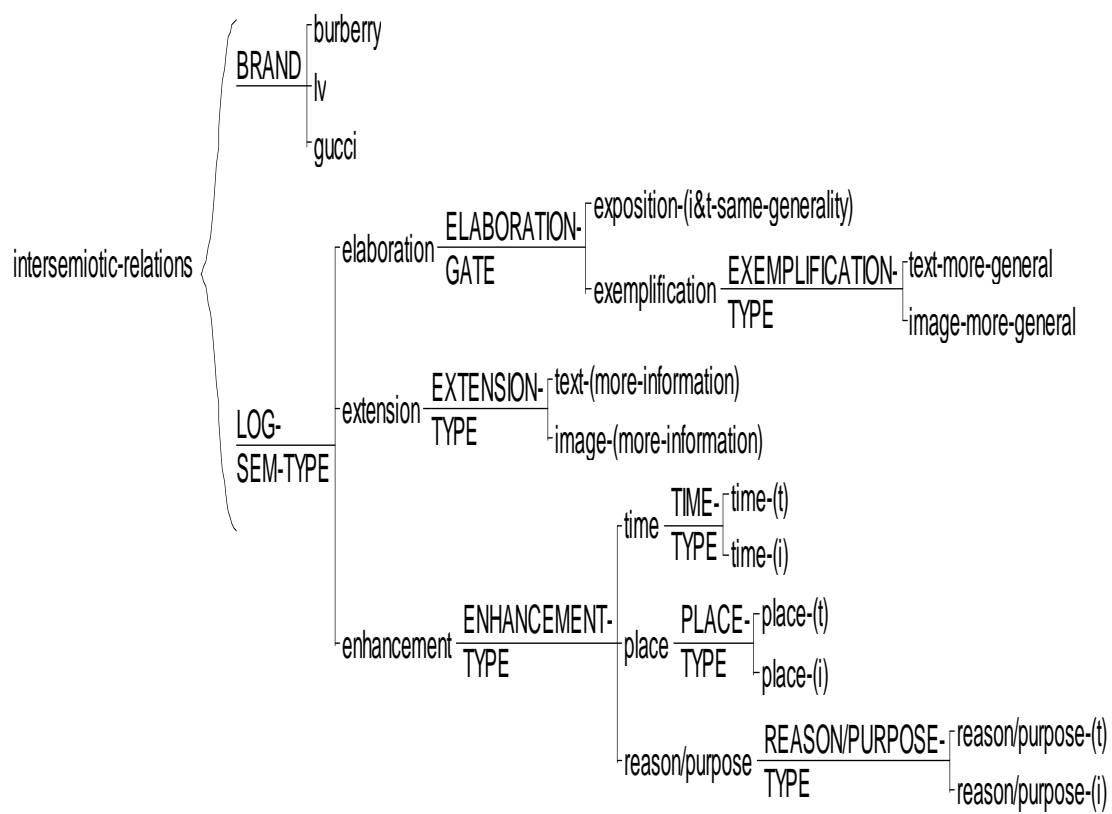 burberry
BRAND
lv
gucci
exposition-(i&t-same-generality)
elaboration ELABORATION-
GATE
intersemiotic-relations
exemplification EXEMPLIFICATION-
TYPE
text-more-general
image-more-general
text-(more-information)
extension EXTENSION-
TYPE
image-(more-information)
LOG-
SEM-TYPE
time TIME-
TYPE
time-(t)
time-(i)
enhancement ENHANCEMENT-
TYPE
place PLACE-
TYPE
place-(t)
place-(i)
reason/purpose REASON/PURPOSE-
TYPE
reason/purpose-(t)
reason/purpose-(i)